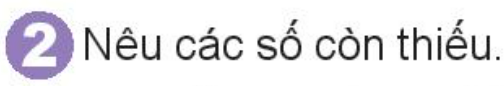 2 Nêu các số còn thiếu.